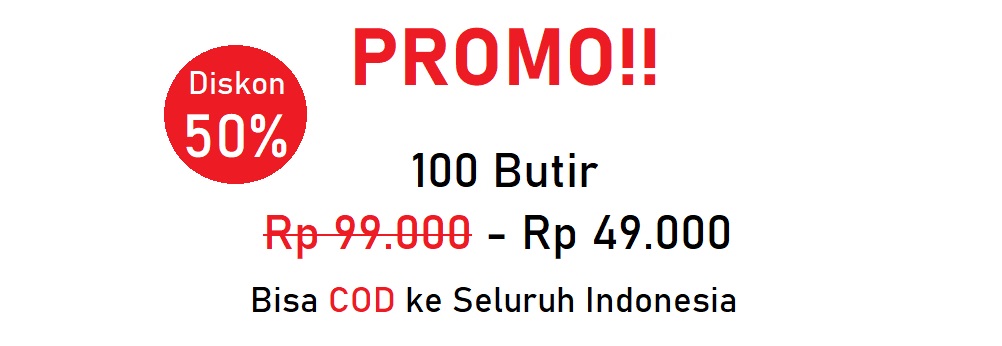 PROMO!!
Diskon
50%
100 Butir
Rp 99.000 - Rp 49.000
Bisa COD ke Seluruh Indonesia